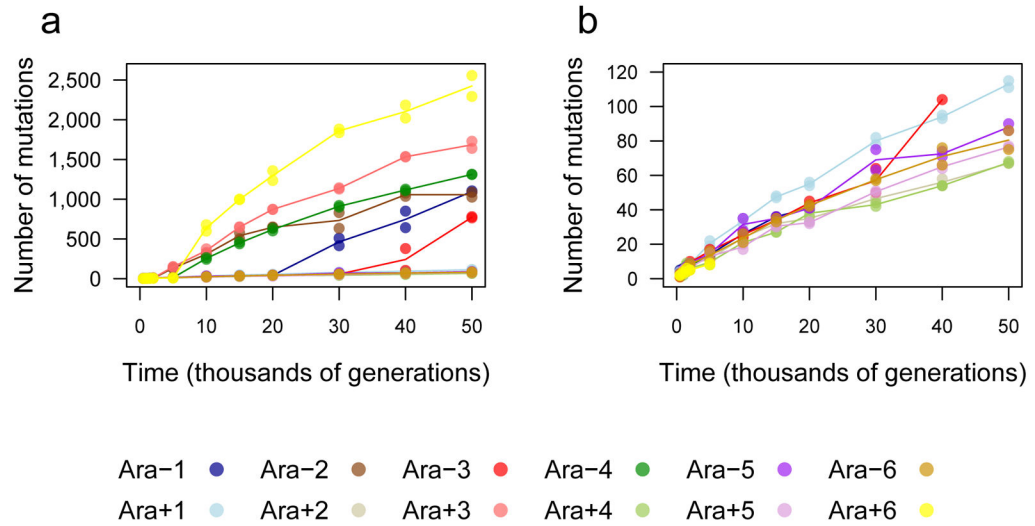 a
Number of mutations
2,500
2,000
1,500
1,000
500
0
0 10 20 30 40 50
Time (thousands of generations)
b
Number of mutations
120
100
80
60
40
20
0
0 10 20 30 40 50
Time (thousands of generations)
Ara−1 Ara−2 Ara−3 Ara−4 Ara−5 Ara−6
Ara+1 Ara+2 Ara+3 Ara+4 Ara+5 Ara+6